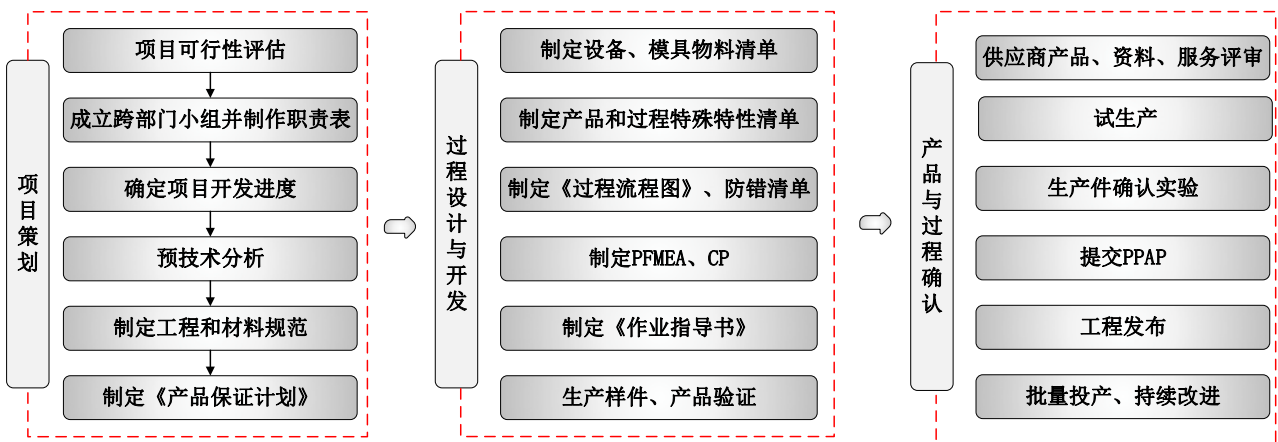 项目策划
项目可行性评估
成立跨部门小组并制作职责表
确定项目开发进度
预技术分析
制定工程和材料规范
制定《产品保证计划》
过程设计与开发
制定设备、模具物料清单
制定产品和过程特殊特性清单
制定《过程流程图》、防错清单
制定PFMEA、CP
制定《作业指导书》
生产样件、产品验证
产品与过程确认
供应商产品、资料、服务评审
试生产
生产件确认实验
提交PPAP
工程发布
批量投产、持续改进